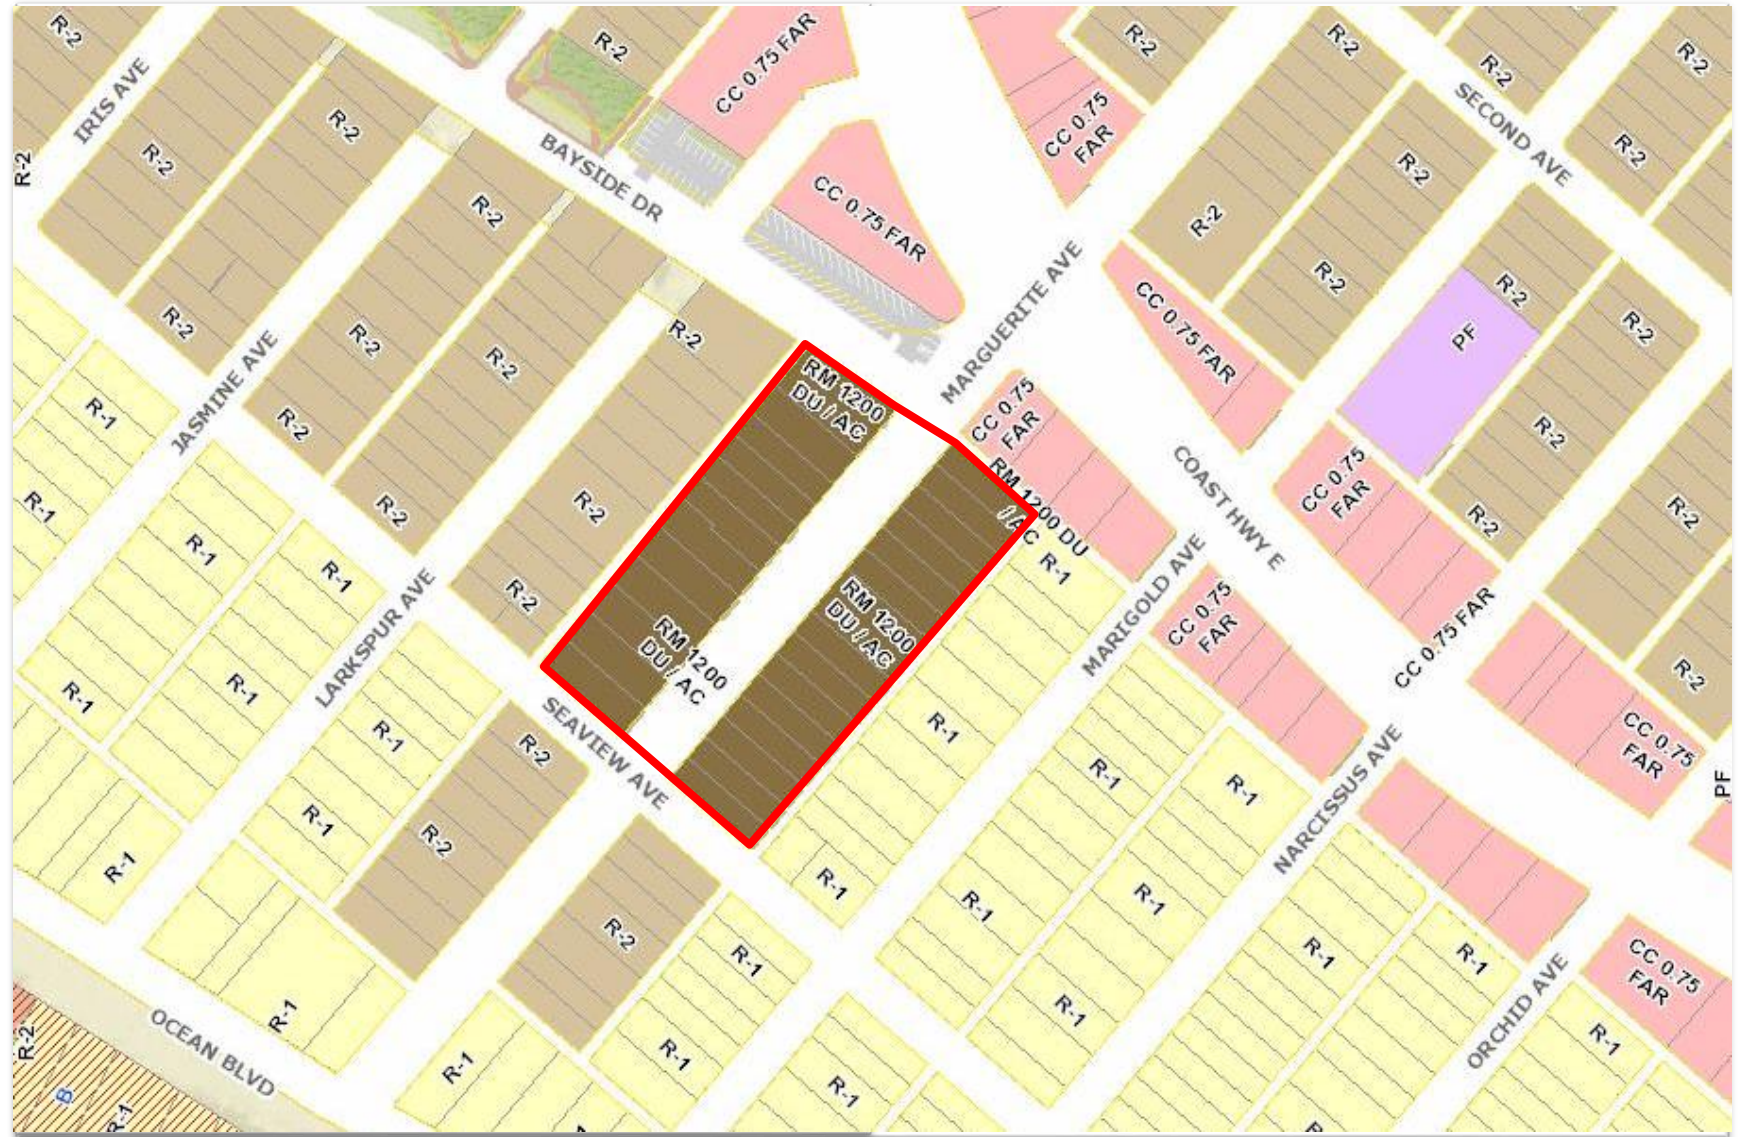 R-2
R-2
CC 0.75 FAR
R-2
R-2
R-2
R-2
IRIS AVE
R-2
SECOND AVE
R-2
R-2
BAYSIDE DR
CC 0.75
FAR
R-2
R-2
R-2
R-2
CC 0.75 FAR
R-2
R-2
R-2
R-2
MARGUERITE AVE
CC 0.75 FAR
R-2
R-2
PF
R-2
R-2
R-2
JASMINE AVE
RM 1200
DU / AC
CC 0.75
FAR
R-1
R-2
R-2
COAST HWY E
CC 0.75
FAR
RM 1200 DU
/ AC
R-1
R-2
R-2
R-2
R-2
R-1
R-1
R-1
R-2
LARKSPUR AVE
MARIGOLD AVE
CC 0.75
FAR
CC 0.75 FAR
RM 1200
DU / AC
RM 1200
DU / AC
R-2
R-1
R-1
R-1
SEAVIEW AVE
R-2
R-1
CC 0.75
FAR
PF
R-1
R-1
NARCISSUS AVE
R-1
R-2
R-1
R-1
R-1
R-1
R-2
R-1
R-1
R-1
CC 0.75
FAR
R-1
OCEAN BLVD
R-1
R-1
ORCHID AVE
R-2
R-1
R-1
R-1
R-1
B
R-1